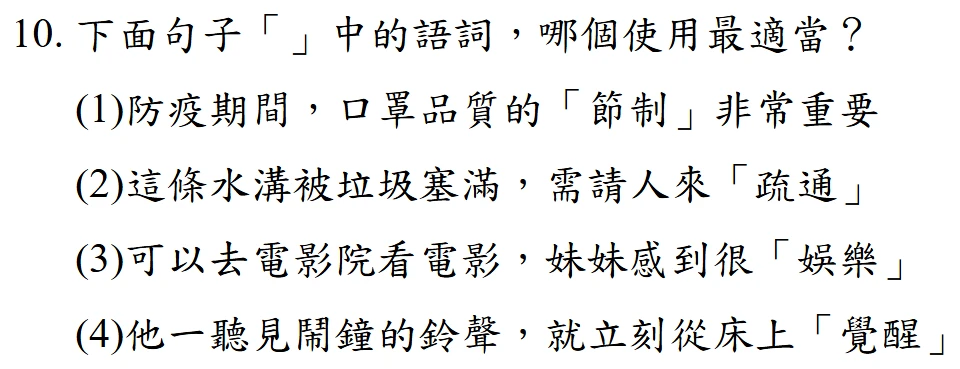 10. 下面句子「」中的語詞，哪個使用最適當？
(1)防疫期間，口罩品質的「節制」非常重要
(2)這條水溝被垃圾塞滿，需請人來「疏通」
(3)可以去電影院看電影，妹妹感到很「娛樂」
(4)他一聽見鬧鐘的鈴聲，就立刻從床上「覺醒」